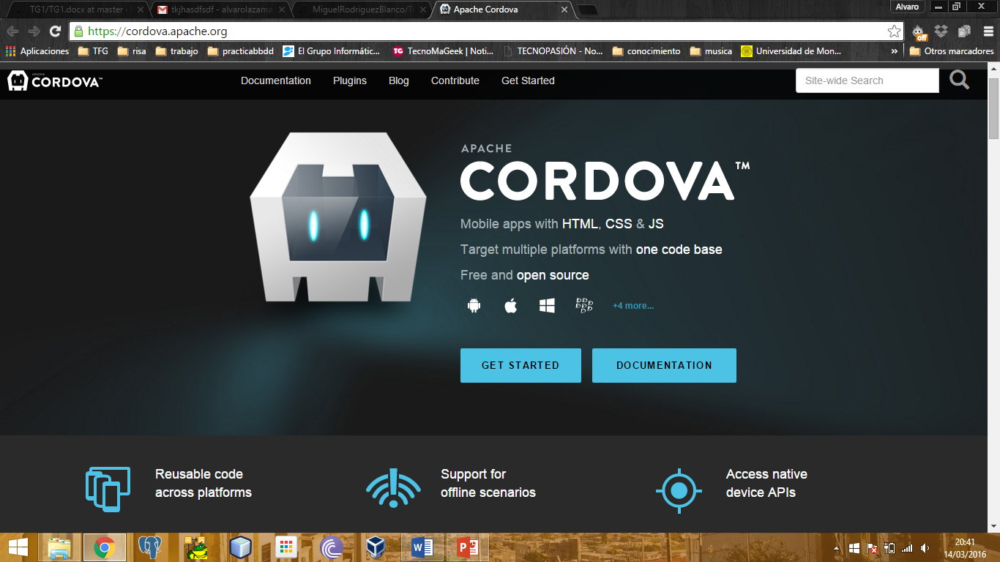 TG1/TG1.docx at master ·
tkjhasdfsdf - alvarolazama
MiguelRodriguezBlanco/T
Apache Cordova
Alvaro
https://cordova.apache.org
off
Aplicaciones
TFG
risa
trabajo
practicabbdd
El Grupo Informátic...
TG
TecnoMaGeek | Noti...
TECNOPASIÓN - No...
conocimiento
musica
Universidad de Mon...
»
Otros marcadores
APACHE
CORDOVA™
Documentation
Plugins
Blog
Contribute
Get Started
Site-wide Search
APACHE
CORDOVA™
Mobile apps with HTML, CSS & JS
Target multiple platforms with one code base
Free and open source
+4 more...
GET STARTED
DOCUMENTATION
Reusable code
across platforms
Support for
offline scenarios
Access native
device APIs
20:41
14/03/2016